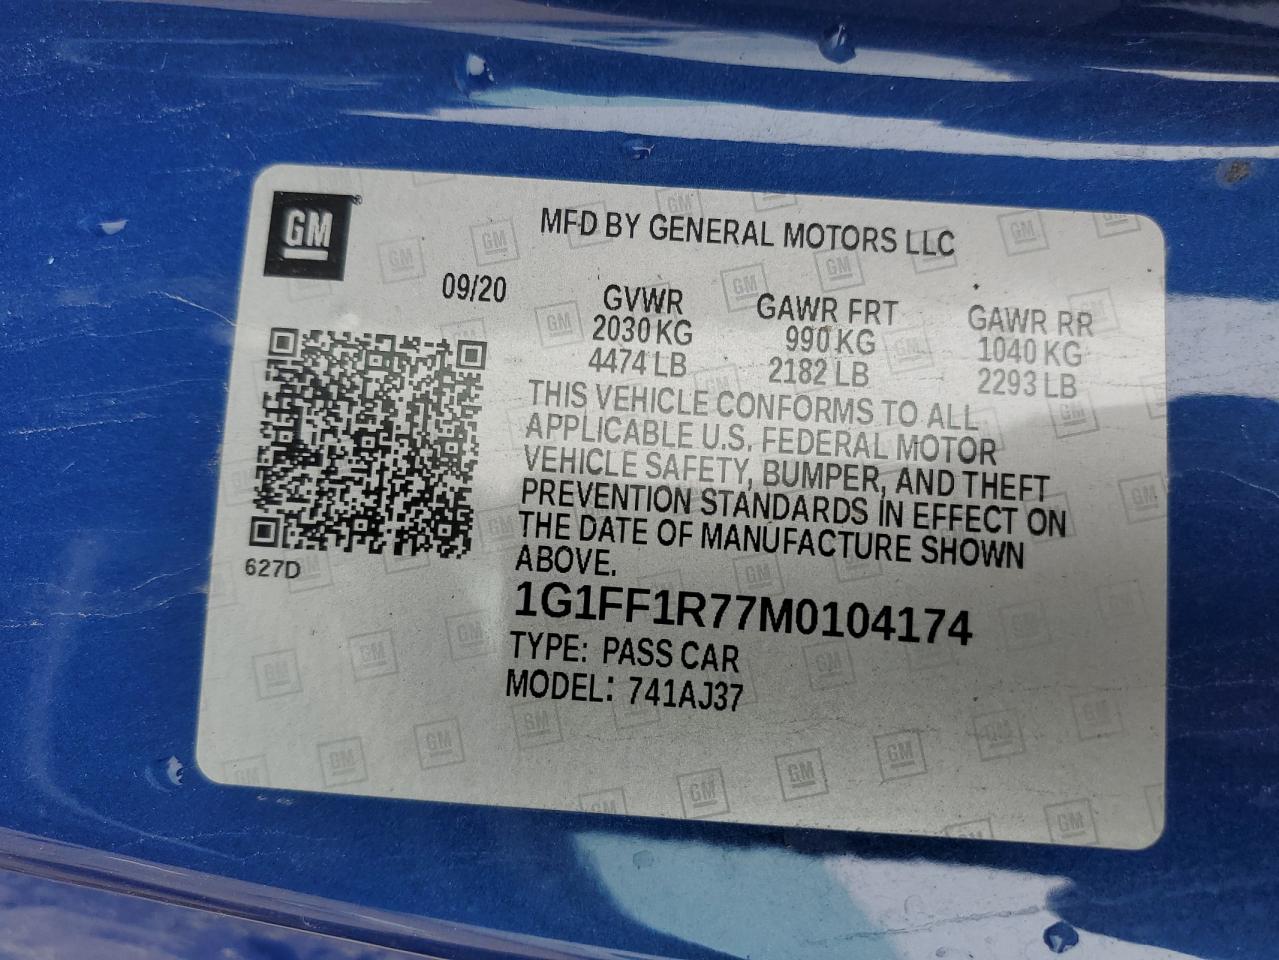 GM
MFD BY GENERAL MOTORS LLC
09/20
GVWR
2030 KG
4474 LB
GAWR FRT
990 KG
2182 LB
GAWR RR
1040 KG
2293 LB
THIS VEHICLE CONFORMS TO ALL
APPLICABLE U.S. FEDERAL MOTOR
VEHICLE SAFETY, BUMPER, AND THEFT
PREVENTION STANDARDS IN EFFECT ON
THE DATE OF MANUFACTURE SHOWN
ABOVE.
627D
1G1FF1R77M0104174
TYPE: PASS CAR
MODEL: 741AJ37